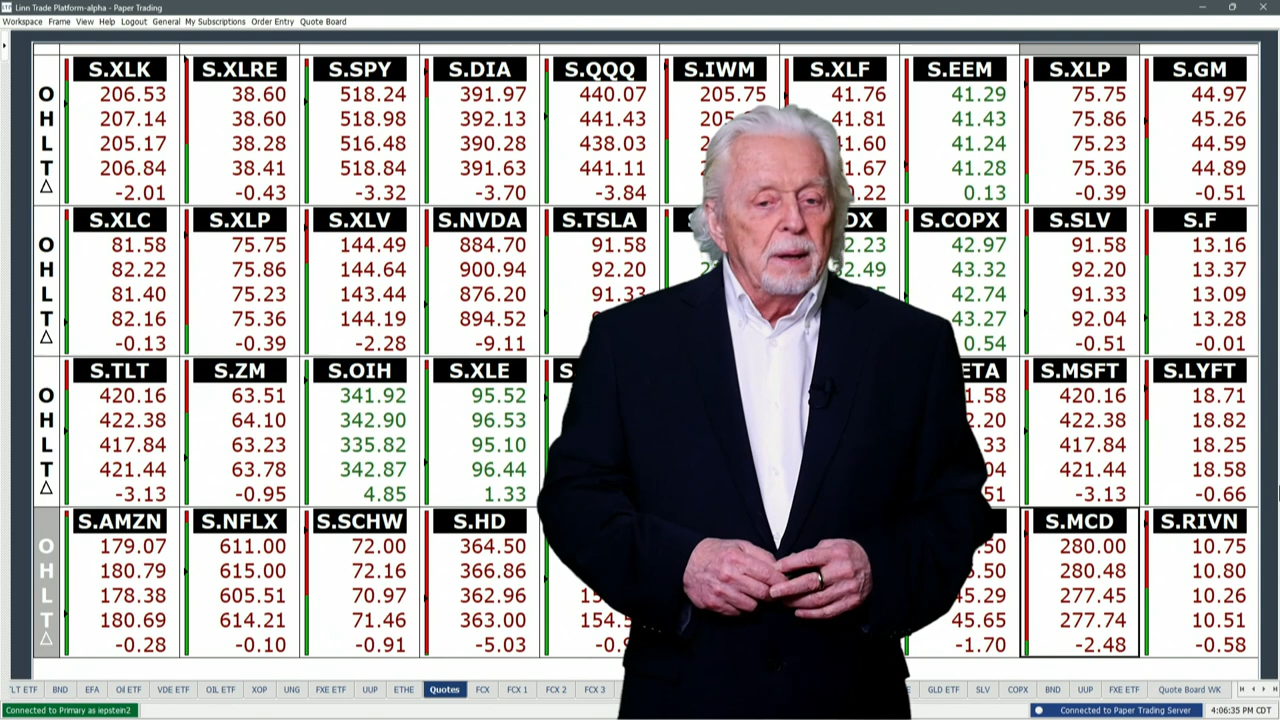 Linn Trade Platform-alpha - Paper Trading
Workspace Frame View Help Logout General My Subscriptions Order Entry Quote Board
S.XLK S.XLRE S.SPY S.DIA S.QQQ S.IWM S.XLF S.EEM S.XLP S.GM
O 206.53 38.60 518.24 391.97 440.07 205.75 41.76 41.29 75.75 44.97
H 207.14 38.60 518.98 392.13 441.43 41.81 41.43 75.86 45.26
L 205.17 38.28 516.48 390.28 438.03 41.24 75.23 44.59
T 206.84 38.41 518.84 391.63 441.11 41.28 75.36 44.89
△ -2.01 -0.43 -3.32 -3.70 -3.84 0.13 -0.39 -0.51
S.XLC S.XLP S.XLV S.NVDA S.TSLA S.COPX S.SLV S.F
O 81.58 75.75 144.49 884.70 91.58 42.97 91.58 13.16
H 82.22 75.86 144.64 900.94 92.20 43.32 92.20 13.37
L 81.40 75.23 143.44 876.20 91.33 42.74 91.33 13.09
T 82.16 75.36 144.19 894.52 43.27 92.04 13.28
△ -0.13 -0.39 -2.28 -9.11 0.54 -0.51 -0.01
S.TLT S.ZM S.OIH S.XLE ETA S.MSFT S.LYFT
O 420.16 63.51 341.92 95.52 420.16 18.71
H 422.38 64.10 342.90 96.53 422.38 18.82
L 417.84 63.23 335.82 95.10 417.84 18.25
T 421.44 63.78 342.87 96.44 421.44 18.58
△ -3.13 -0.95 4.85 1.33 -3.13 -0.66
S.AMZN S.NFLX S.SCHW S.HD S.MCD S.RIVN
O 179.07 611.00 72.00 364.50 280.00 10.75
H 180.79 615.00 72.16 366.86 280.48 10.80
L 178.38 605.51 70.97 362.96 45.29 277.45 10.26
T 180.69 614.21 71.46 363.00 45.65 277.74 10.51
△ -0.28 -0.10 -0.91 -5.03 -1.70 -2.48 -0.58
LT ETF BND EFA OH ETF VDE ETF OIL ETF XOP UNG FXE ETF UUP ETHE Quotes FCX FCX 1 FCX 2 FCX 3 GLD ETF SLV COPX BND UUP FXE ETF Quote Board WK
Connected to Primary as iepstein2 Connected to Paper Trading Server 4:06:35 PM CDT